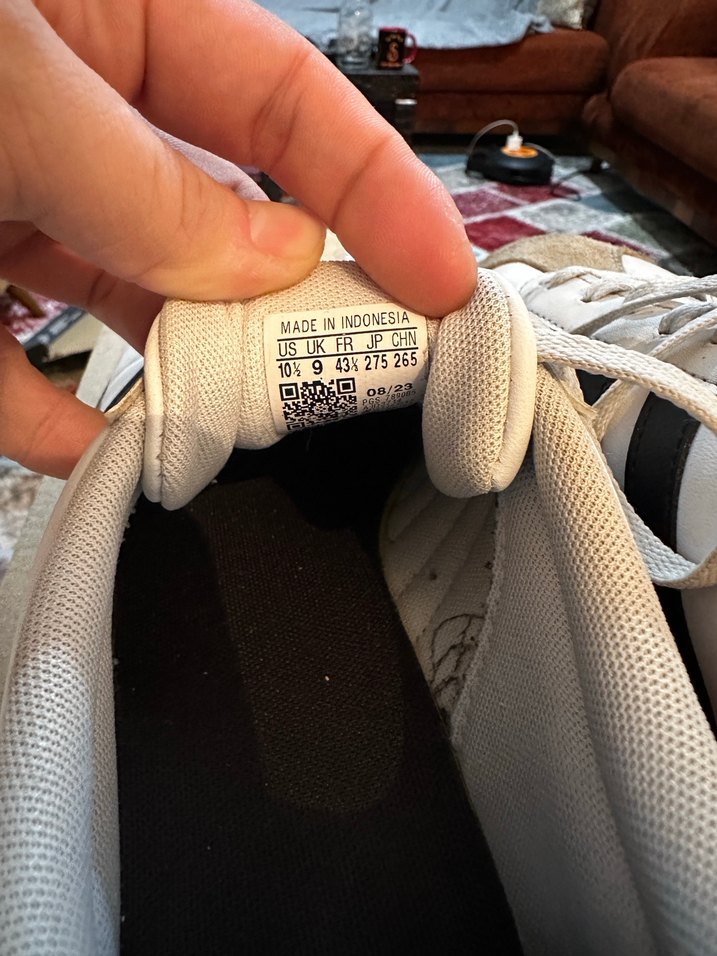 MADE IN INDONESIA
US UK FR JP CHN
10½ 9 43⅓ 275 265
08/23